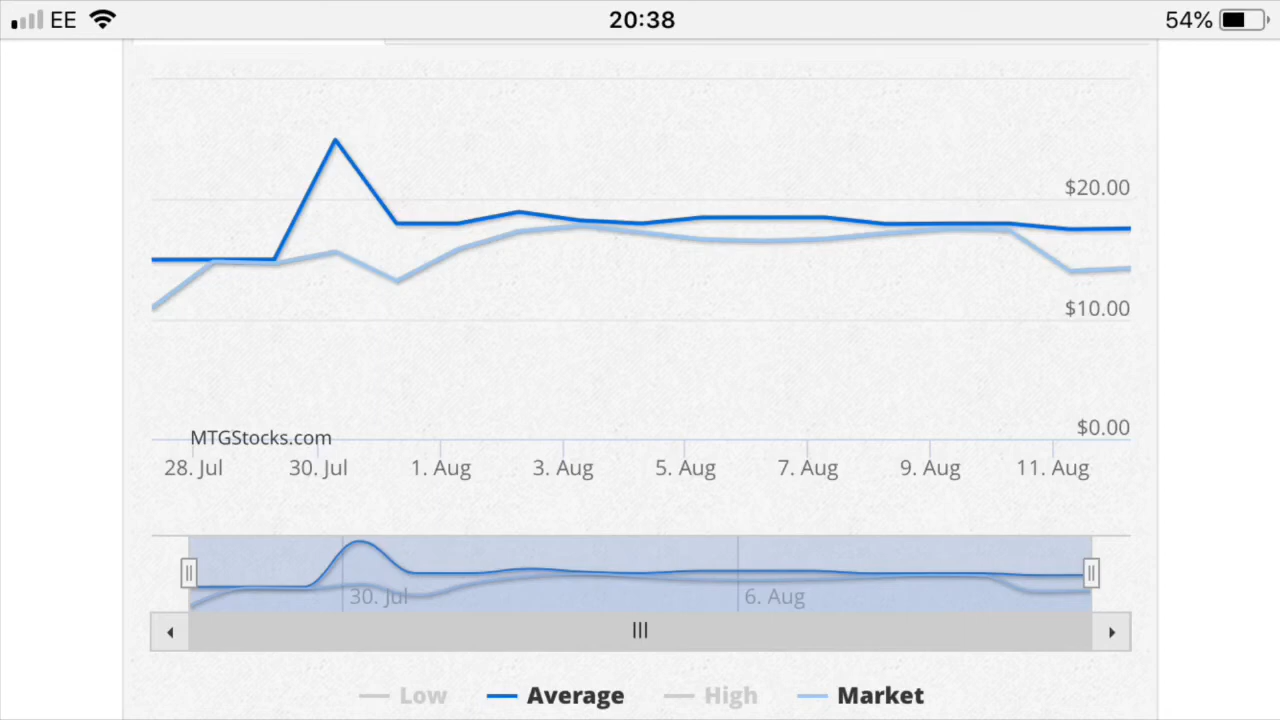 EE 20:38 54%
$20.00
$10.00
$0.00
MTGStocks.com
28. Jul 30. Jul 1. Aug 3. Aug 5. Aug 7. Aug 9. Aug 11. Aug
30. Jul 6. Aug
Low Average High Market